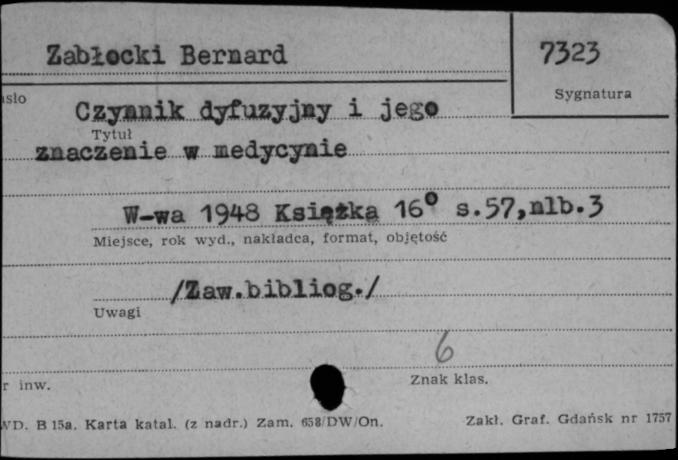 Zabłocki Bernard
7323
Sygnatura
Czynnik dyfuzyjny i jego
Tytuł
znaczenie w medycynie
W-wa 1948 Książka 16° s.57,nlb.3
Miejsce, rok wyd., nakładca, format, objętość
/Zaw.bibliog./
Uwagi
6
r inw.
Znak klas.
WD. B 15a. Karta katal. (z nadr.) Zam. 658/DW/On.
Zakł. Graf. Gdańsk nr 1757